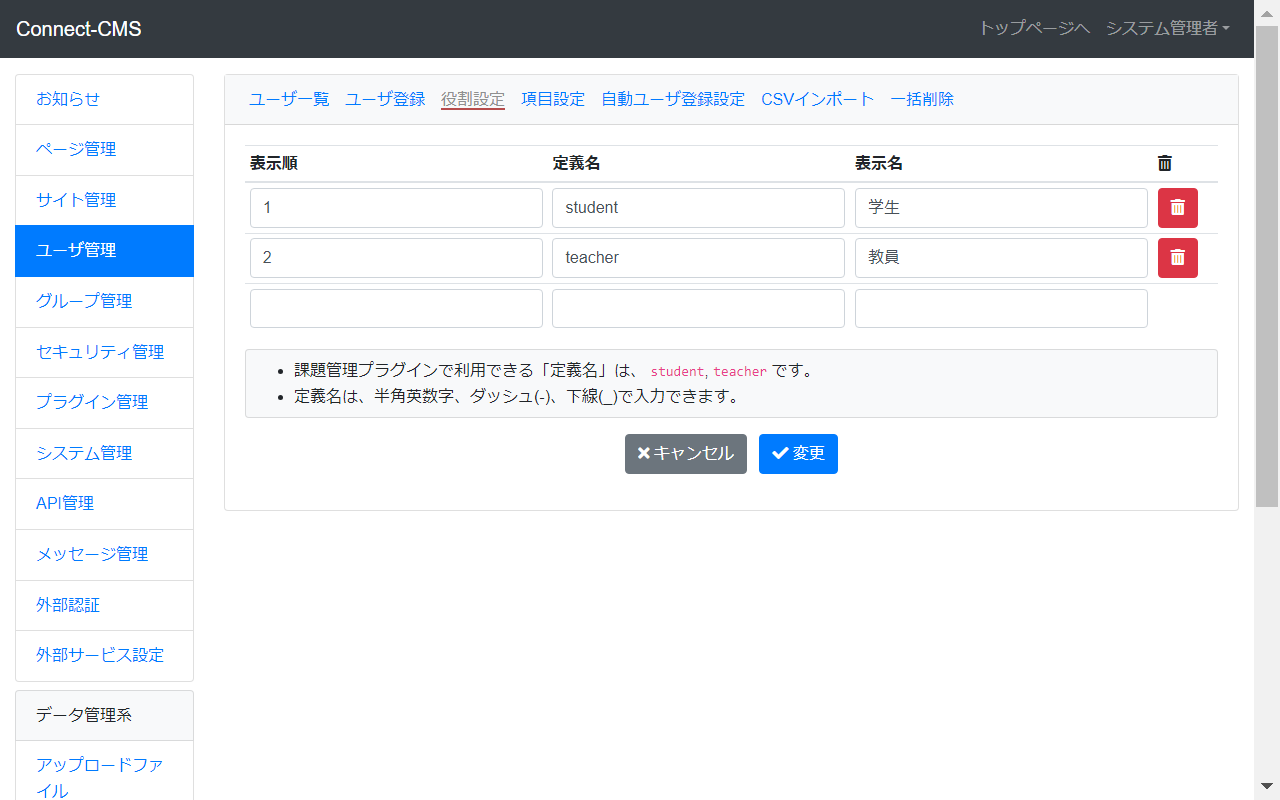 Connect-CMS
トップページへ システム管理者
お知らせ
ページ管理
サイト管理
ユーザ管理
グループ管理
セキュリティ管理
プラグイン管理
システム管理
API管理
メッセージ管理
外部認証
外部サービス設定
データ管理系
アップロードファ
イル
ユーザ一覧 ユーザ登録 役割設定 項目設定 自動ユーザ登録設定 CSVインポート 一括削除
表示順 定義名 表示名
1 student 学生
2 teacher 教員
課題管理プラグインで利用できる「定義名」は、 student, teacher です。
定義名は、半角英数字、ダッシュ(-)、下線(_)で入力できます。
キャンセル 変更